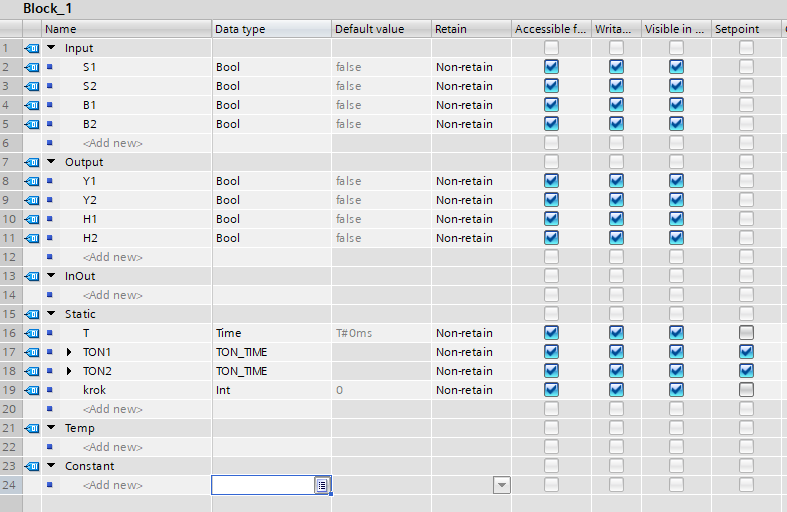 Block_1
Name Data type Default value Retain Accessible f... Writa... Visible in ... Setpoint
1 Input
2 S1 Bool false Non-retain
3 S2 Bool false Non-retain
4 B1 Bool false Non-retain
5 B2 Bool false Non-retain
6 <Add new>
7 Output
8 Y1 Bool false Non-retain
9 Y2 Bool false Non-retain
10 H1 Bool false Non-retain
11 H2 Bool false Non-retain
12 <Add new>
13 InOut
14 <Add new>
15 Static
16 T Time T#0ms Non-retain
17 TON1 TON_TIME Non-retain
18 TON2 TON_TIME Non-retain
19 krok Int 0 Non-retain
20 <Add new>
21 Temp
22 <Add new>
23 Constant
24 <Add new>